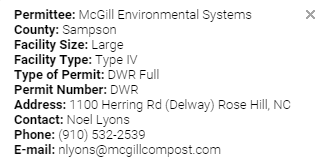 Permittee: McGill Environmental Systems
County: Sampson
Facility Size: Large
Facility Type: Type IV
Type of Permit: DWR Full
Permit Number: DWR
Address: 1100 Herring Rd (Delway) Rose Hill, NC
Contact: Noel Lyons
Phone: (910) 532-2539
E-mail: nlyons@mcgillcompost.com